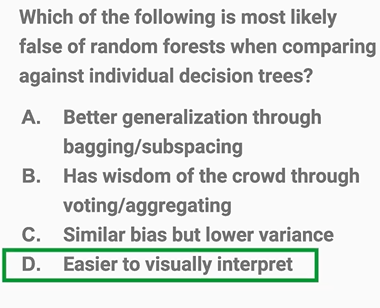 Which of the following is most likely
false of random forests when comparing
against individual decision trees?
A. Better generalization through
bagging/subspacing
B. Has wisdom of the crowd through
voting/aggregating
C. Similar bias but lower variance
D. Easier to visually interpret